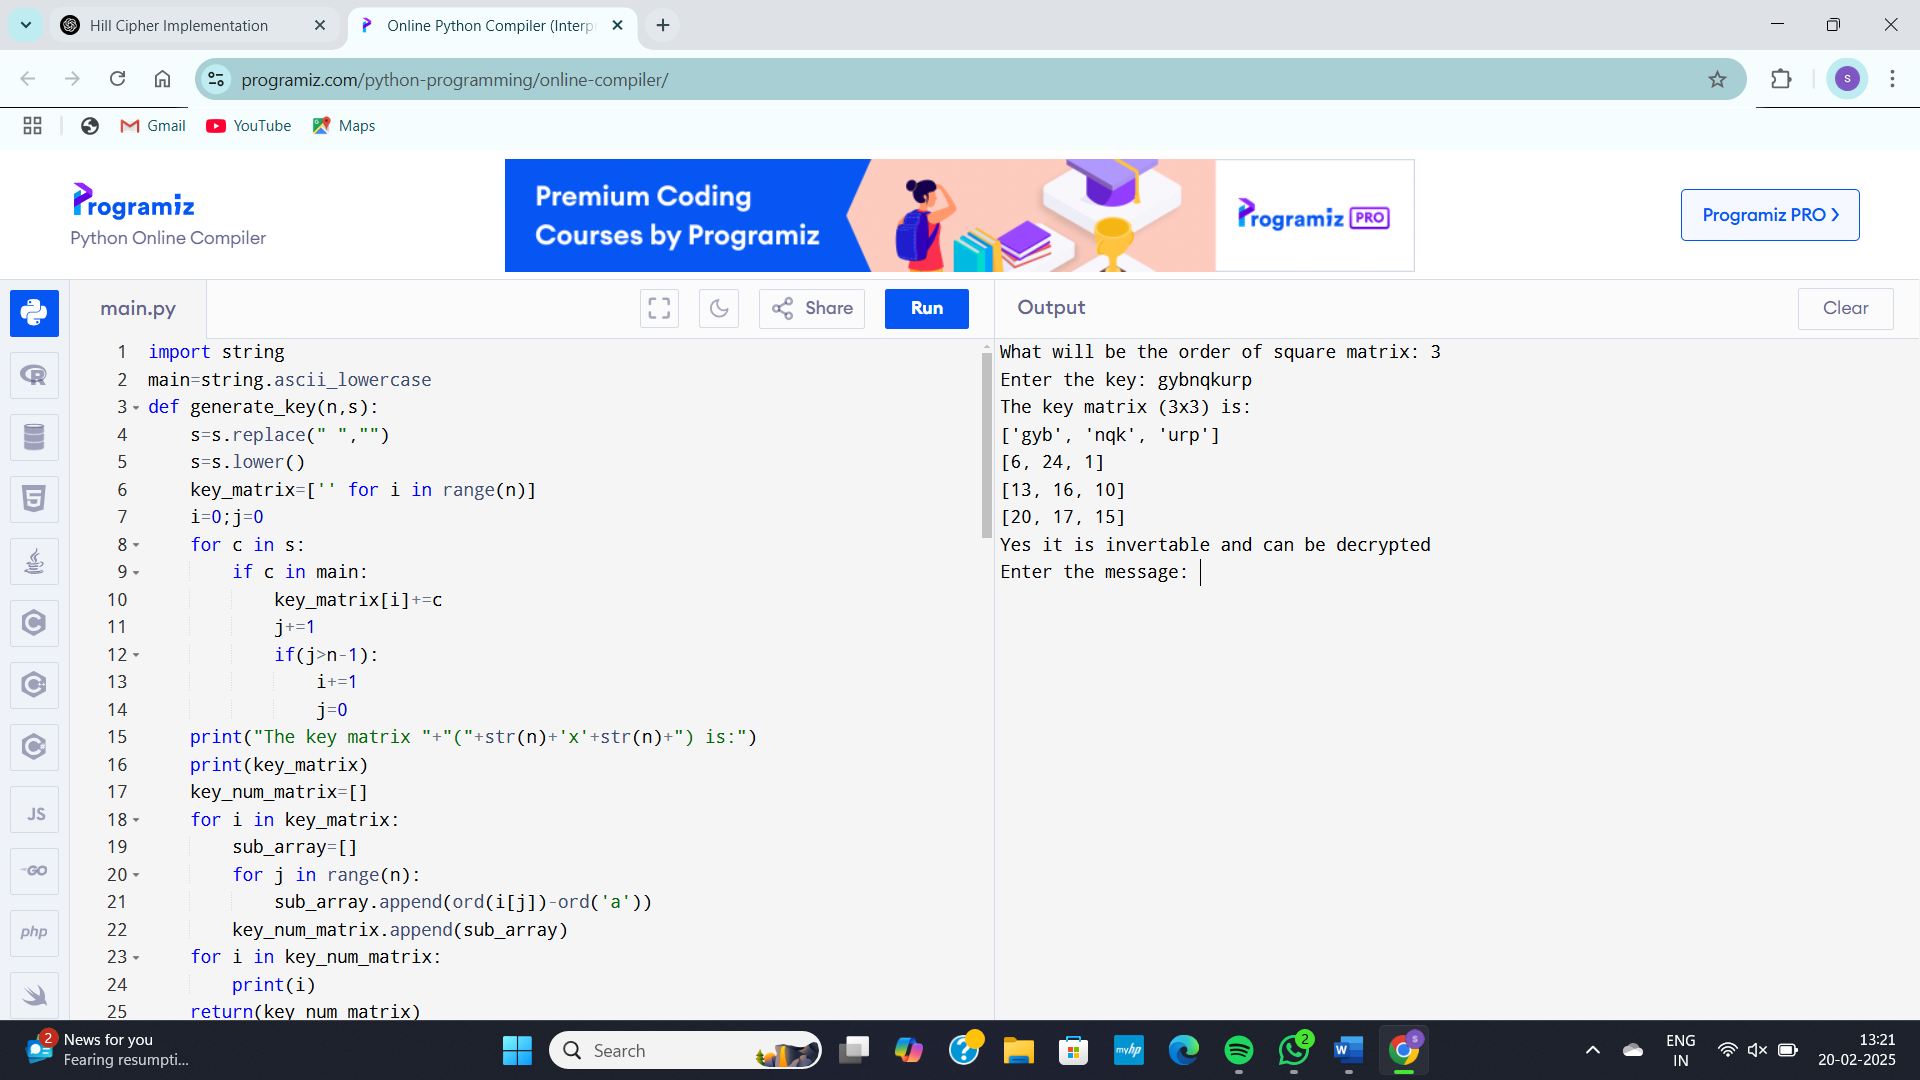 Hill Cipher Implementation
Online Python Compiler (Interp
programiz.com/python-programming/online-compiler/
S
Gmail
YouTube
Maps
Programiz
Python Online Compiler
Premium Coding
Courses by Programiz
Programiz PRO
Programiz PRO ❯
main.py
Share
Run
Output
Clear
1 import string
2 main=string.ascii_lowercase
3 def generate_key(n,s):
4 s=s.replace(" ","")
5 s=s.lower()
6 key_matrix=['' for i in range(n)]
7 i=0;j=0
8 for c in s:
9 if c in main:
10 key_matrix[i]+=c
11 j+=1
12 if(j>n-1):
13 i+=1
14 j=0
15 print("The key matrix "+"("+str(n)+'x'+str(n)+") is:")
16 print(key_matrix)
17 key_num_matrix=[]
18 for i in key_matrix:
19 sub_array=[]
20 for j in range(n):
21 sub_array.append(ord(i[j])-ord('a'))
22 key_num_matrix.append(sub_array)
23 for i in key_num_matrix:
24 print(i)
25 return(key_num_matrix)
What will be the order of square matrix: 3
Enter the key: gybnqkurp
The key matrix (3x3) is:
['gyb', 'nqk', 'urp']
[6, 24, 1]
[13, 16, 10]
[20, 17, 15]
Yes it is invertable and can be decrypted
Enter the message:
R
5
C
C
C
JS
GO
php
2
News for you
Fearing resumpti...
Search
myhp
2
W
S
ENG
IN
13:21
20-02-2025